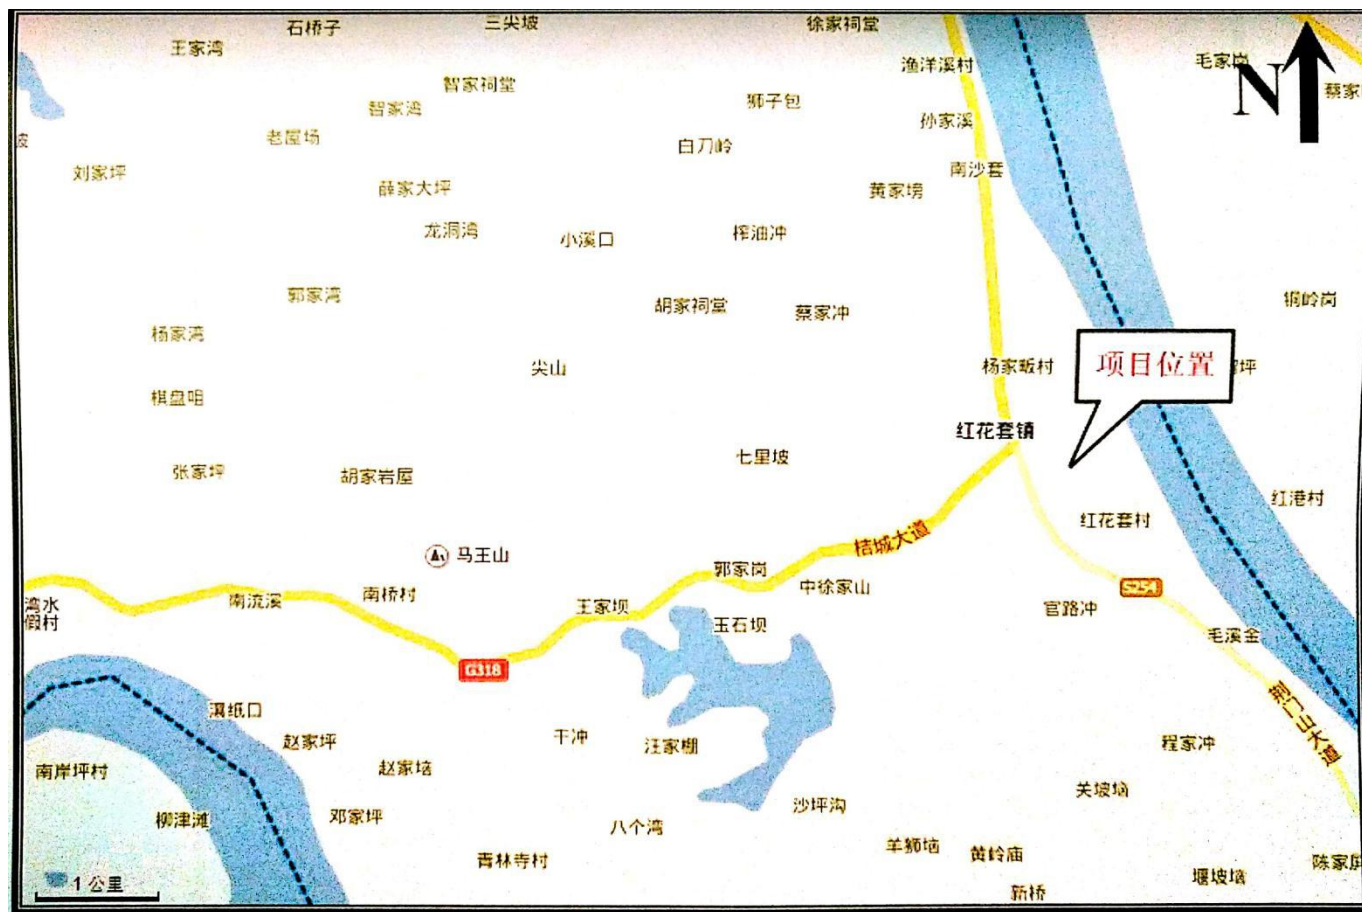 石桥子
三尖坡
徐家祠堂
王家湾
渔洋溪村
毛家岗
N
智家祠堂
蔡家
智家湾
狮子包
孙家溪
老屋场
白刀岭
坡
刘家坪
薛家大坪
黄家塝
南沙套
龙洞湾
小溪口
榨油冲
郭家湾
胡家祠堂
蔡家冲
铜岭岗
杨家湾
尖山
杨家畈村
项目位置
坪
棋盘咀
红花套镇
张家坪
胡家岩屋
七里坡
红港村
红花套村
桔城大道
马王山
郭家岗
中徐家山
S254
南桥村
南流溪
王家坝
官路冲
湾水
假村
玉石坝
毛溪金
G318
荆门山大道
滠纸口
赵家坪
干冲
汪家棚
程家冲
南岸坪村
赵家垴
关坡垴
柳津滩
邓家坪
沙坪沟
八个湾
青林寺村
羊狮垴
黄岭庙
陈家屏
堰坡垴
新桥
1 公里